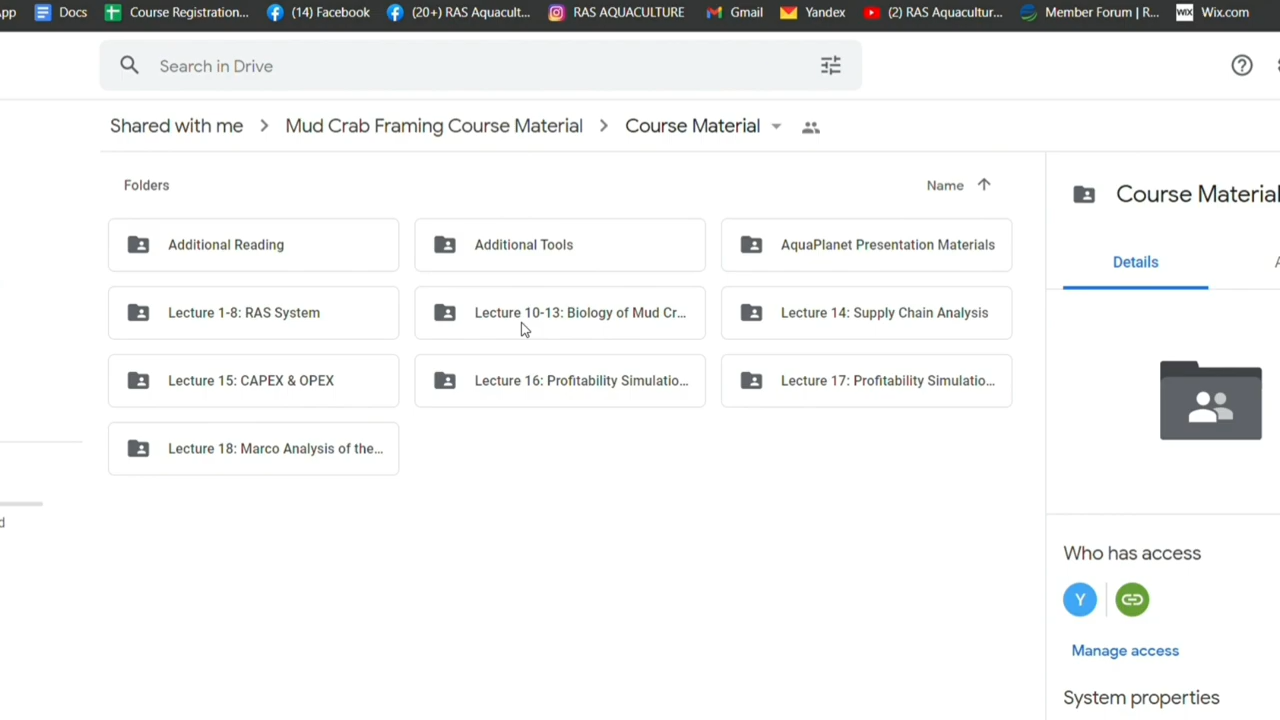 pp Docs Course Registration... (14) Facebook (20+) RAS Aquacult... RAS AQUACULTURE Gmail Yandex (2) RAS Aquacultur... Member Forum | R... WIX Wix.com
Search in Drive
Shared with me > Mud Crab Framing Course Material > Course Material
Folders Name
Additional Reading Additional Tools AquaPlanet Presentation Materials
Lecture 1-8: RAS System Lecture 10-13: Biology of Mud Cr... Lecture 14: Supply Chain Analysis
Lecture 15: CAPEX & OPEX Lecture 16: Profitability Simulatio... Lecture 17: Profitability Simulatio...
Lecture 18: Marco Analysis of the...
d
Course Material
Details A
Who has access
Y
Manage access
System properties